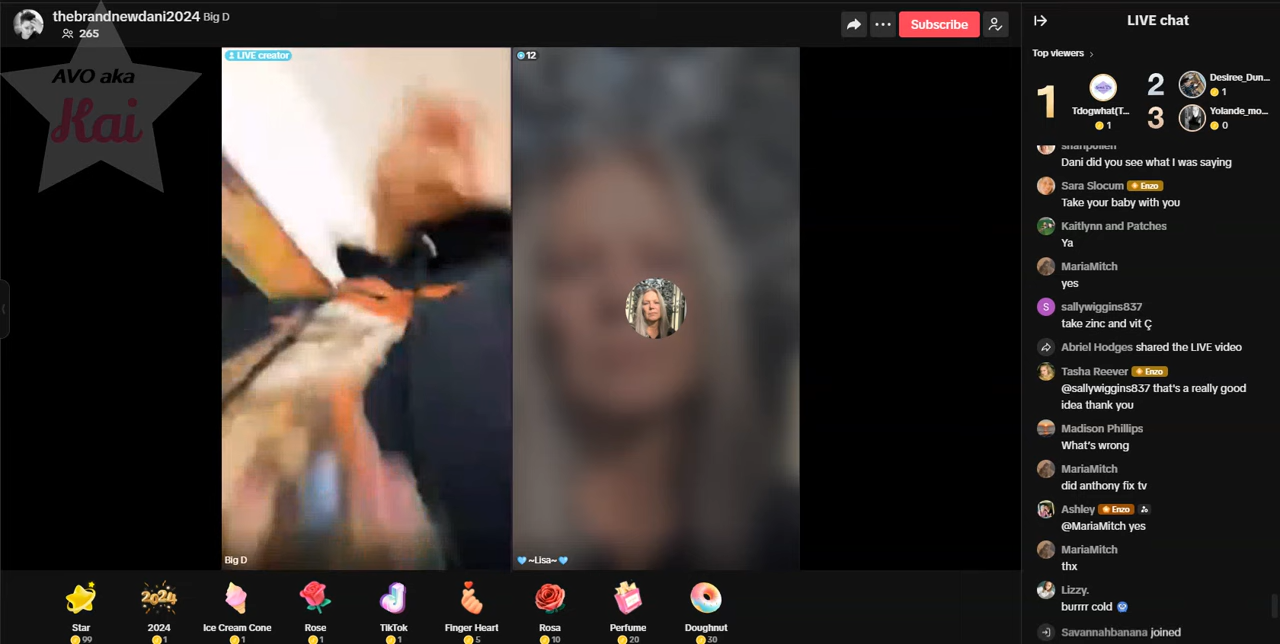 thebrandnewdani2024 Big D
265
Subscribe
AVO aka
Kai
LIVE creator
12
Big D
~Lisa~
Star
99
2024
2024
1
Ice Cream Cone
1
Rose
1
TikTok
1
Finger Heart
5
Rosa
10
Perfume
20
Doughnut
30
LIVE chat
Top viewers
1
Tdogwhat(T...
1
2
Desiree_Dun...
1
3
Yolande_mo...
0
sharipollen
Dani did you see what I was saying
Sara Slocum Enzo
Take your baby with you
Kaitlynn and Patches
Ya
MariaMitch
yes
S sallywiggins837
take zinc and vit Ç
Abriel Hodges shared the LIVE video
Tasha Reever Enzo
@sallywiggins837 that's a really good
idea thank you
Madison Phillips
What's wrong
MariaMitch
did anthony fix tv
Ashley Enzo
@MariaMitch yes
MariaMitch
thx
Lizzy.
burrrr cold
Savannahbanana joined